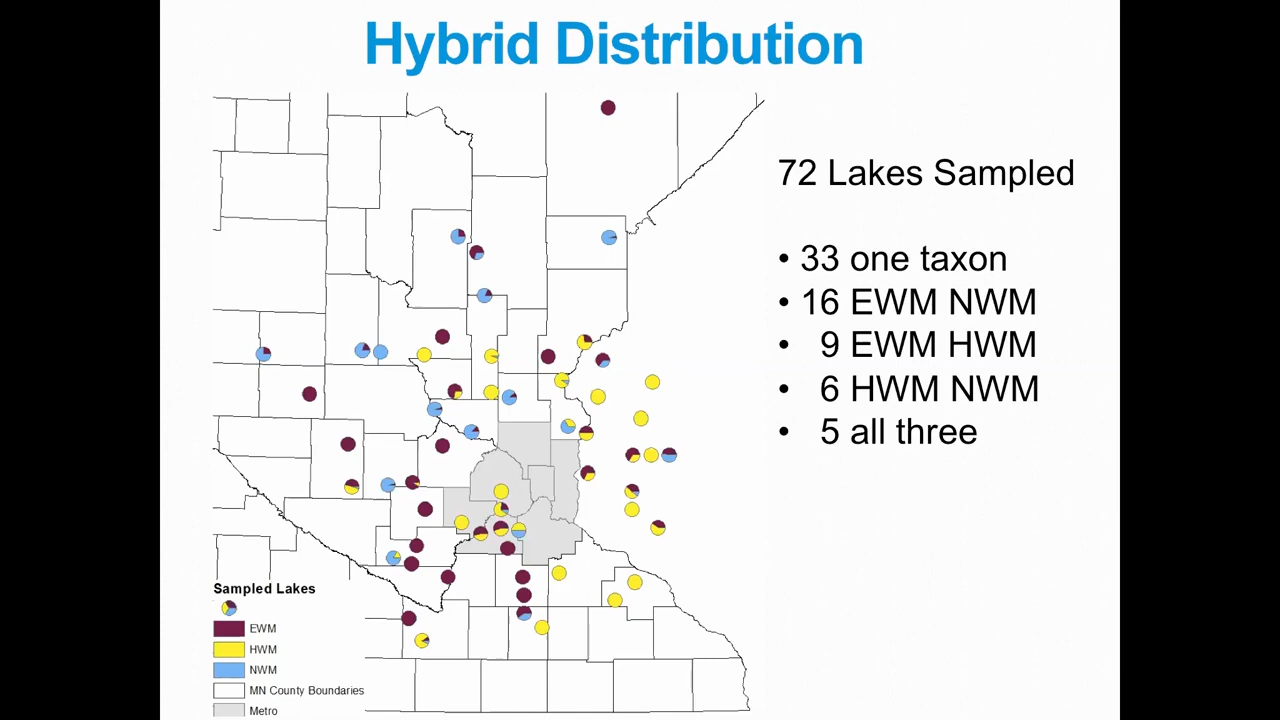 Hybrid Distribution
72 Lakes Sampled
• 33 one taxon
• 16 EWM NWM
• 9 EWM HWM
• 6 HWM NWM
• 5 all three
Sampled Lakes
EWM
HWM
NWM
MN County Boundaries
Metro